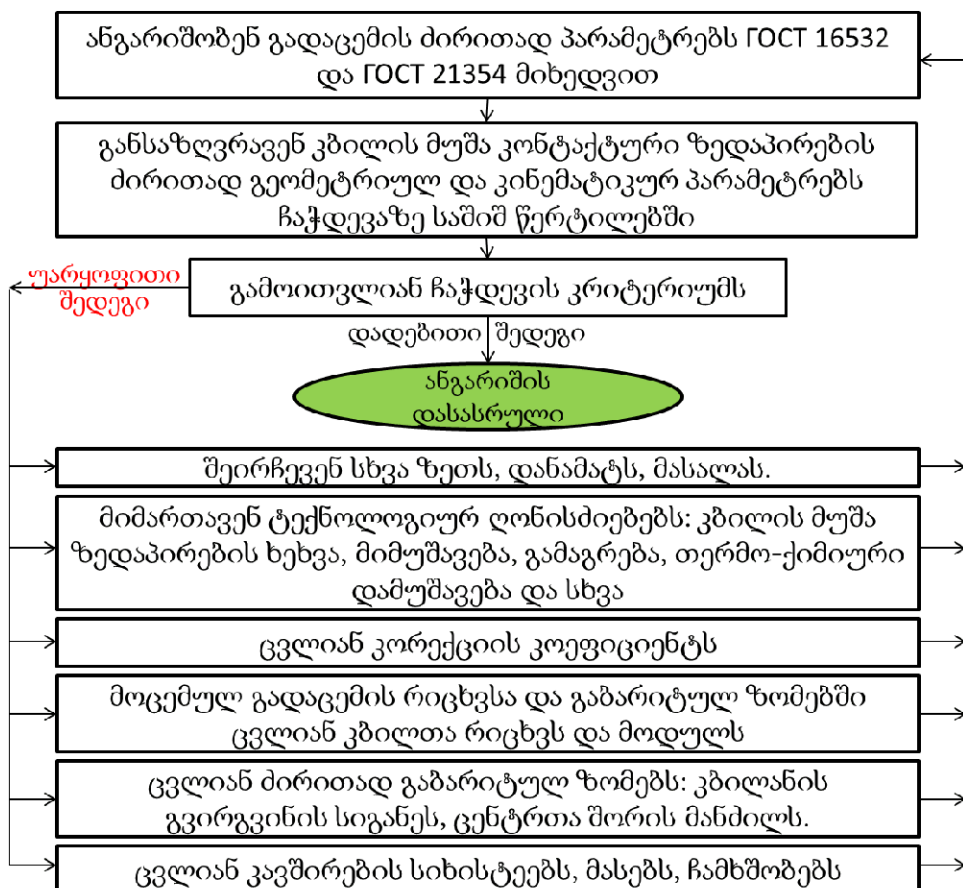 ანგარიშობენ გადაცემის ძირითად პარამეტრებს ГОСТ 16532
და ГОСТ 21354 მიხედვით
განსაზღვრავენ კბილის მუშა კონტაქტური ზედაპირების
ძირითად გეომეტრიულ და კინემატიკურ პარამეტრებს
ჩაჭდევაზე საშიშ წერტილებში
უარყოფითი
შედეგი
გამოითვლიან ჩაჭდევის კრიტერიუმს
დადებითი შედეგი
ანგარიშის
დასასრული
შეირჩევენ სხვა ზეთს, დანამატს, მასალას.
მიმართავენ ტექნოლოგიურ ღონისძიებებს: კბილის მუშა
ზედაპირების ხეხვა, მიმუშავება, გამაგრება, თერმო-ქიმიური
დამუშავება და სხვა
ცვლიან კორექციის კოეფიციენტს
მოცემულ გადაცემის რიცხვსა და გაბარიტულ ზომებში
ცვლიან კბილთა რიცხვს და მოდულს
ცვლიან ძირითად გაბარიტულ ზომებს: კბილანის
გვირგვინის სიგანეს, ცენტრთა შორის მანძილს.
ცვლიან კავშირების სიხისტეებს, მასებს, ჩამხშობებს